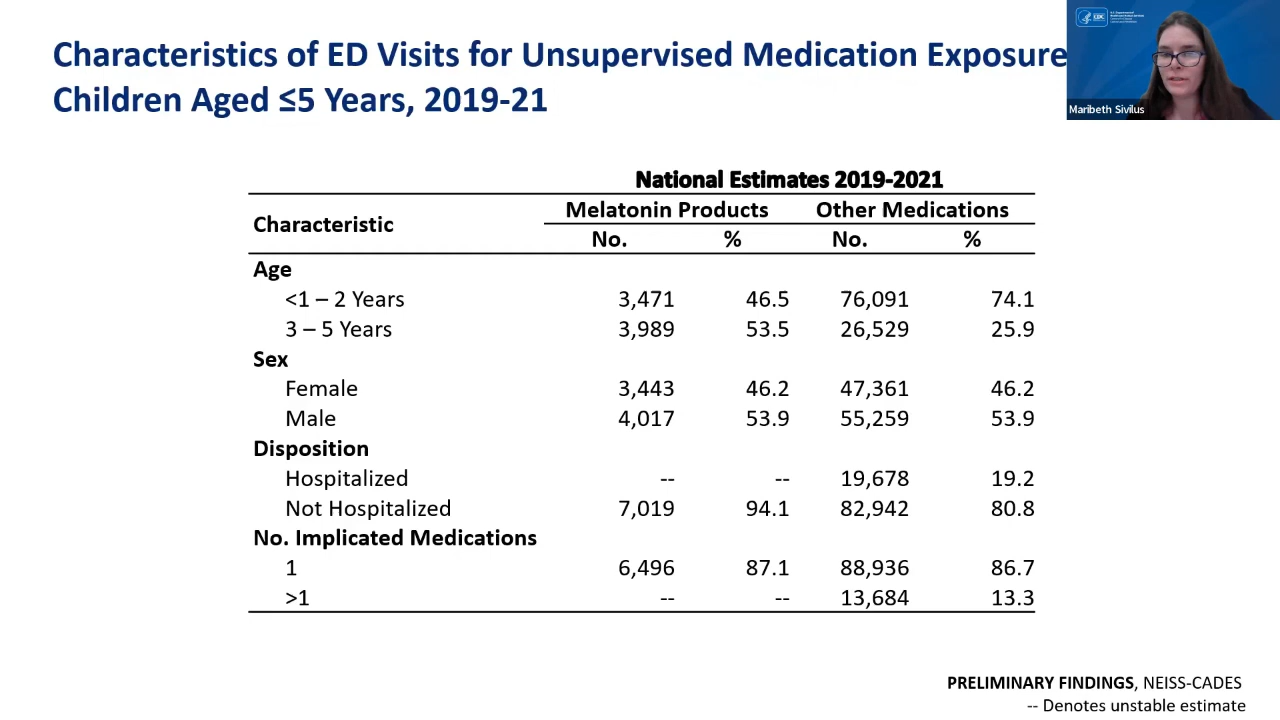 Characteristics of ED Visits for Unsupervised Medication Exposure
Children Aged ≤5 Years, 2019-21
CDC
Maribeth Sivilus
National Estimates 2019-2021
Characteristic Melatonin Products Other Medications
No. % No. %
Age
<1 – 2 Years 3,471 46.5 76,091 74.1
3 – 5 Years 3,989 53.5 26,529 25.9
Sex
Female 3,443 46.2 47,361 46.2
Male 4,017 53.9 55,259 53.9
Disposition
Hospitalized -- -- 19,678 19.2
Not Hospitalized 7,019 94.1 82,942 80.8
No. Implicated Medications
1 6,496 87.1 88,936 86.7
>1 -- -- 13,684 13.3
PRELIMINARY FINDINGS, NEISS-CADES
-- Denotes unstable estimate